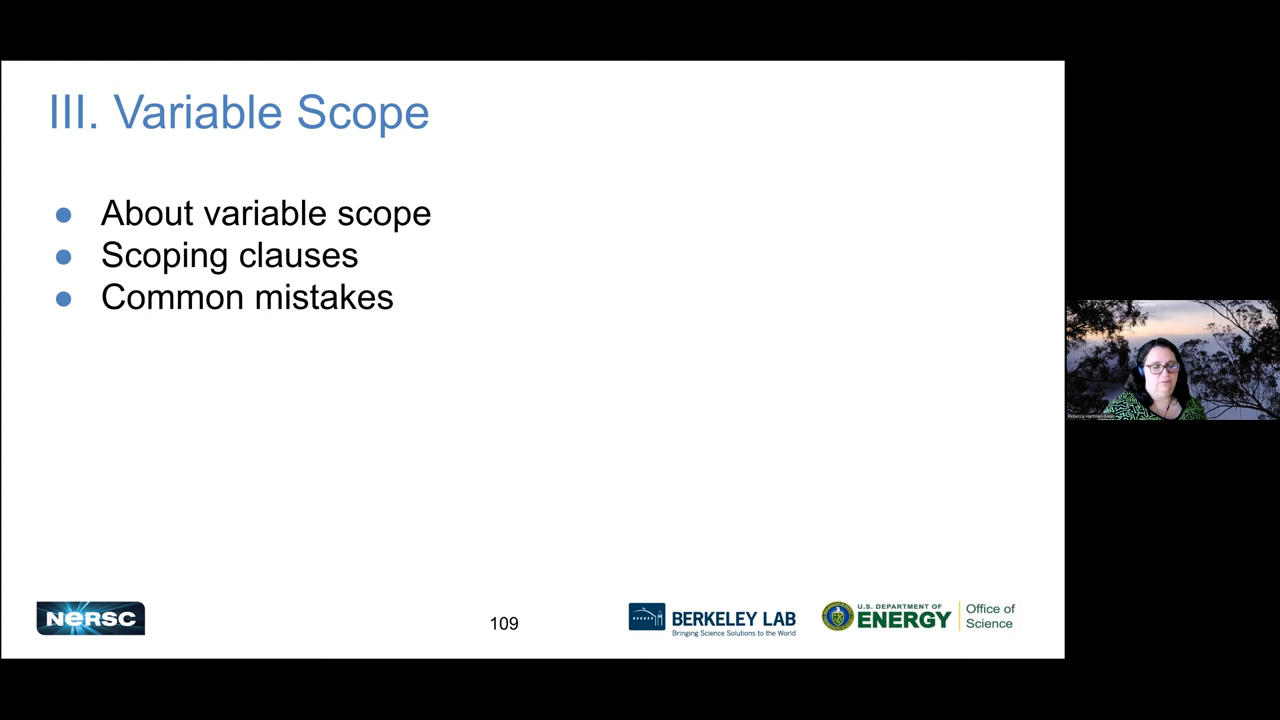 III. Variable Scope
● About variable scope
● Scoping clauses
● Common mistakes
NERSC
109
BERKELEY LAB
Bringing Science Solutions to the World
U.S. DEPARTMENT OF
ENERGY
Office of
Science